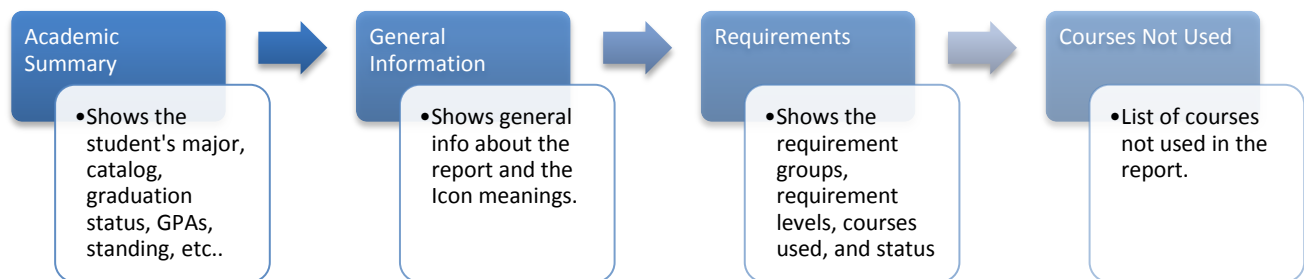 Academic
Summary
•Shows the
student's major,
catalog,
graduation
status, GPAs,
standing, etc..
General
Information
•Shows general
info about the
report and the
Icon meanings.
Requirements
•Shows the
requirement
groups,
requirement
levels, courses
used, and status
Courses Not Used
•List of courses
not used in the
report.